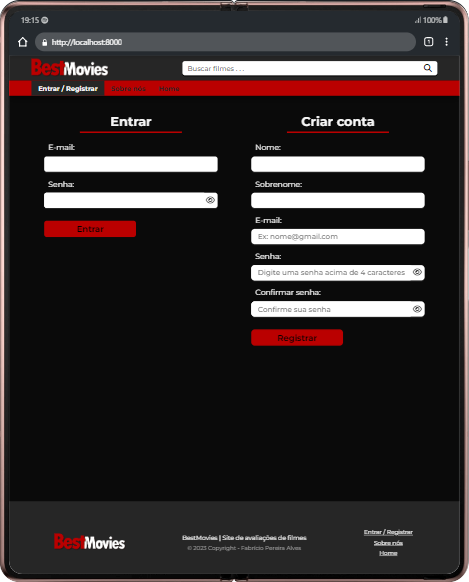 19:15
100%
http://localhost:8000
1
BestMovies
Buscar filmes . . .
Entrar / Registrar
Sobre nós
Home
Entrar
E-mail:
Senha:
Entrar
Criar conta
Nome:
Sobrenome:
E-mail:
Ex: nome@gmail.com
Senha:
Digite uma senha acima de 4 caracteres
Confirmar senha:
Confirme sua senha
Registrar
BestMovies
BestMovies | Site de avaliações de filmes
© 2023 Copyright - Fabrício Pereira Alves
Entrar / Registrar
Sobre nós
Home